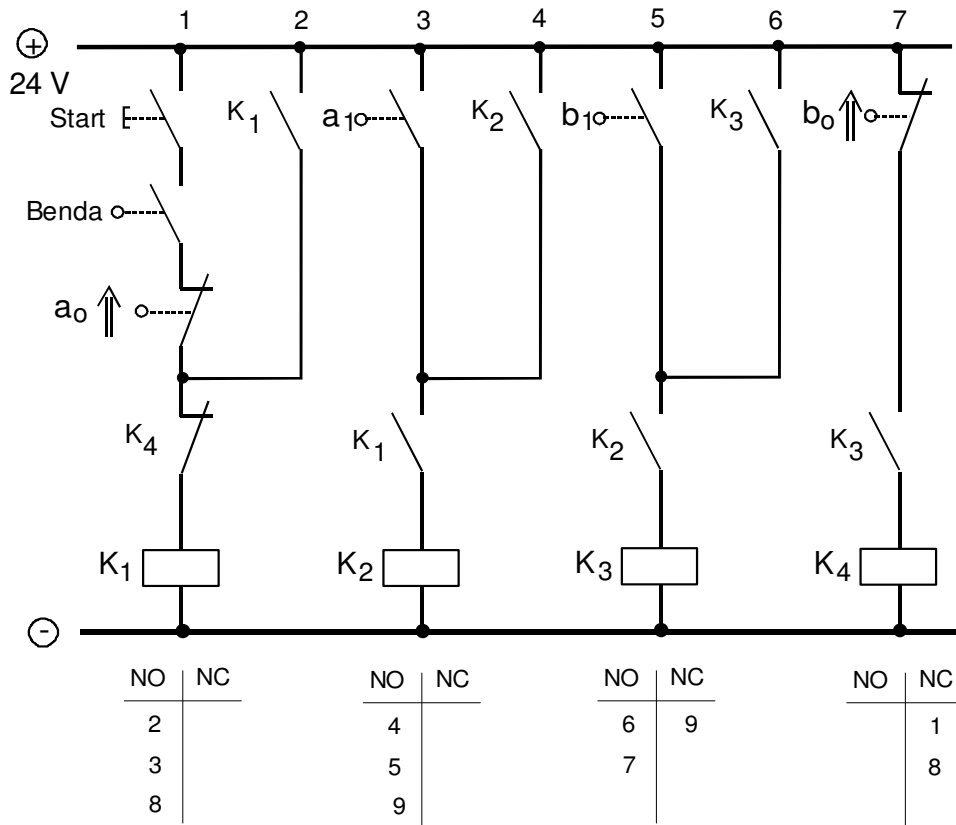 1 2 3 4 5 6 7
+
24 V
Start K1 a1 K2 b1 K3 b0
Benda
a0
K4 K1 K2 K3
K1 K2 K3 K4
-
NO NC NO NC NO NC NO NC
2 4 6 9 1
3 5 7 8
8 9